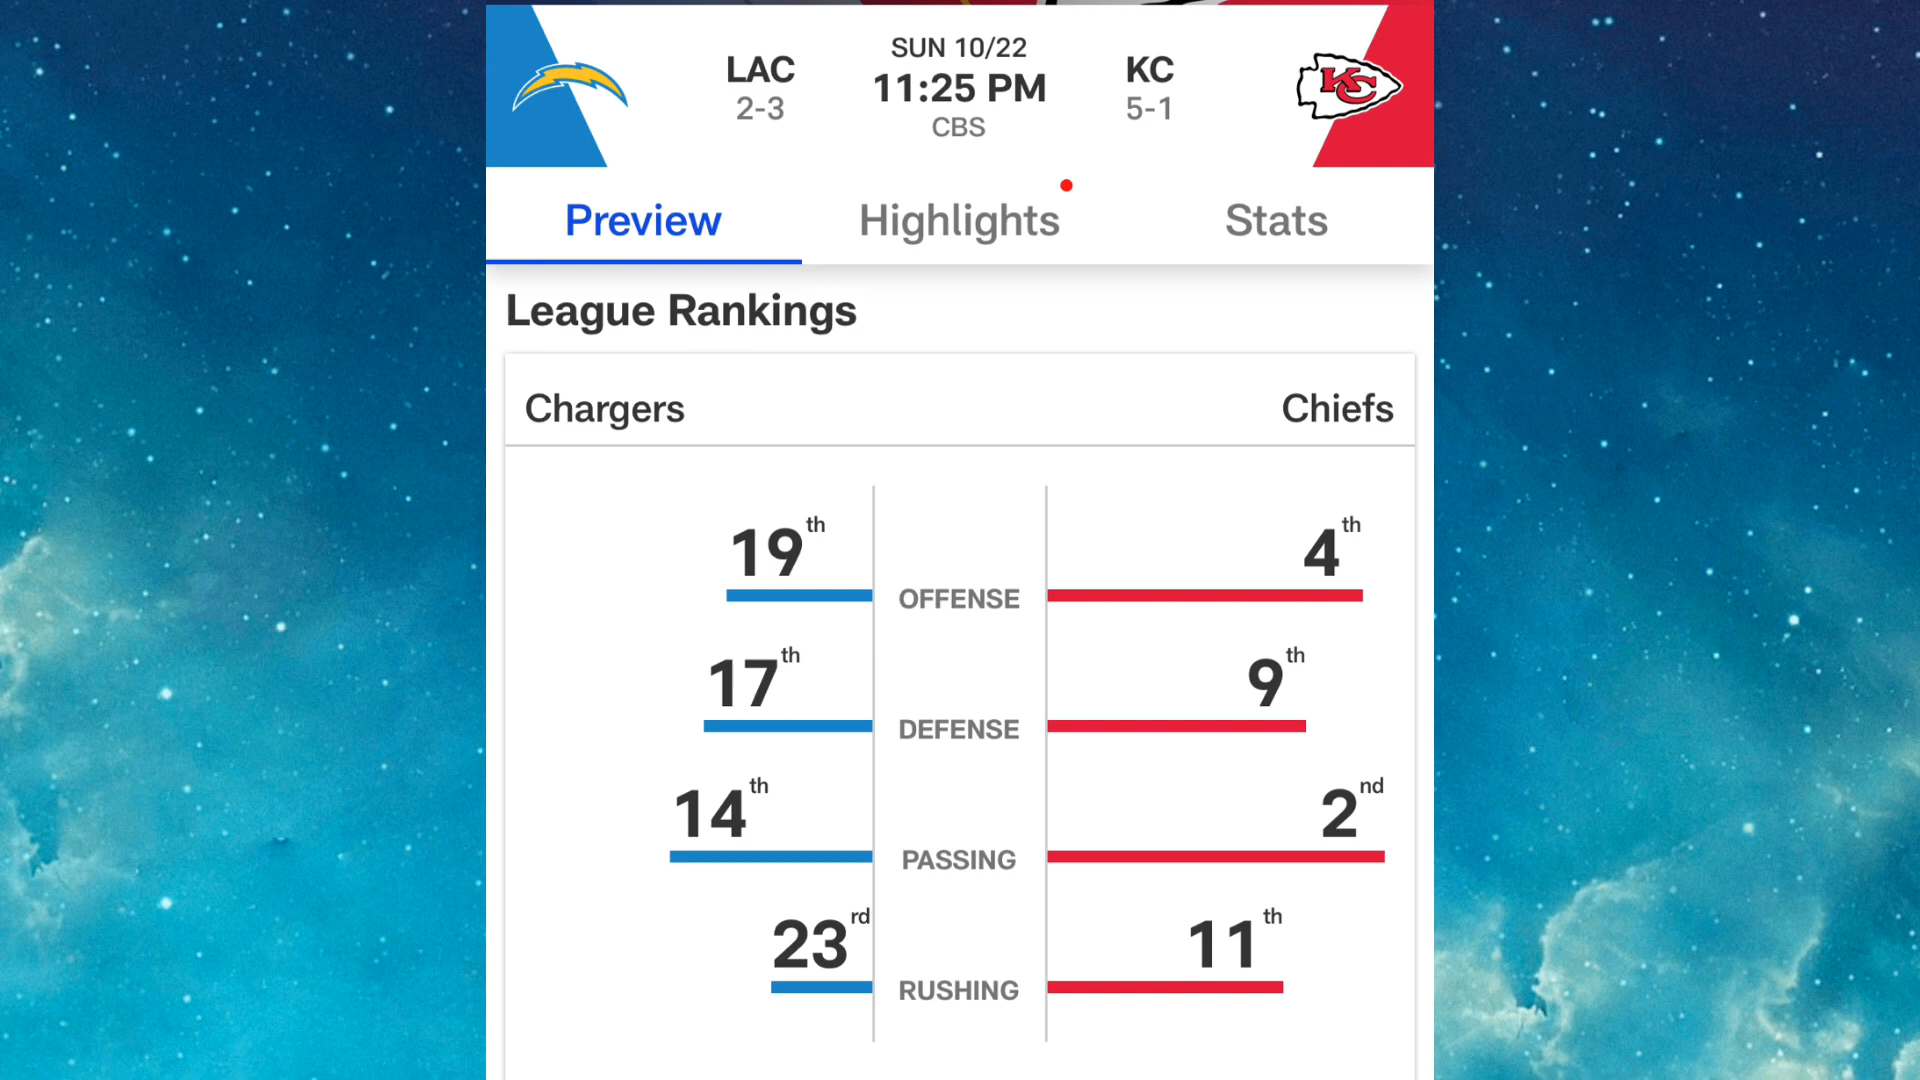 SUN 10/22
LAC 11:25 PM KC
2-3 CBS 5-1
KC
Preview Highlights Stats
League Rankings
Chargers Chiefs
19th OFFENSE 4th
17th DEFENSE 9th
14th PASSING 2nd
23rd RUSHING 11th